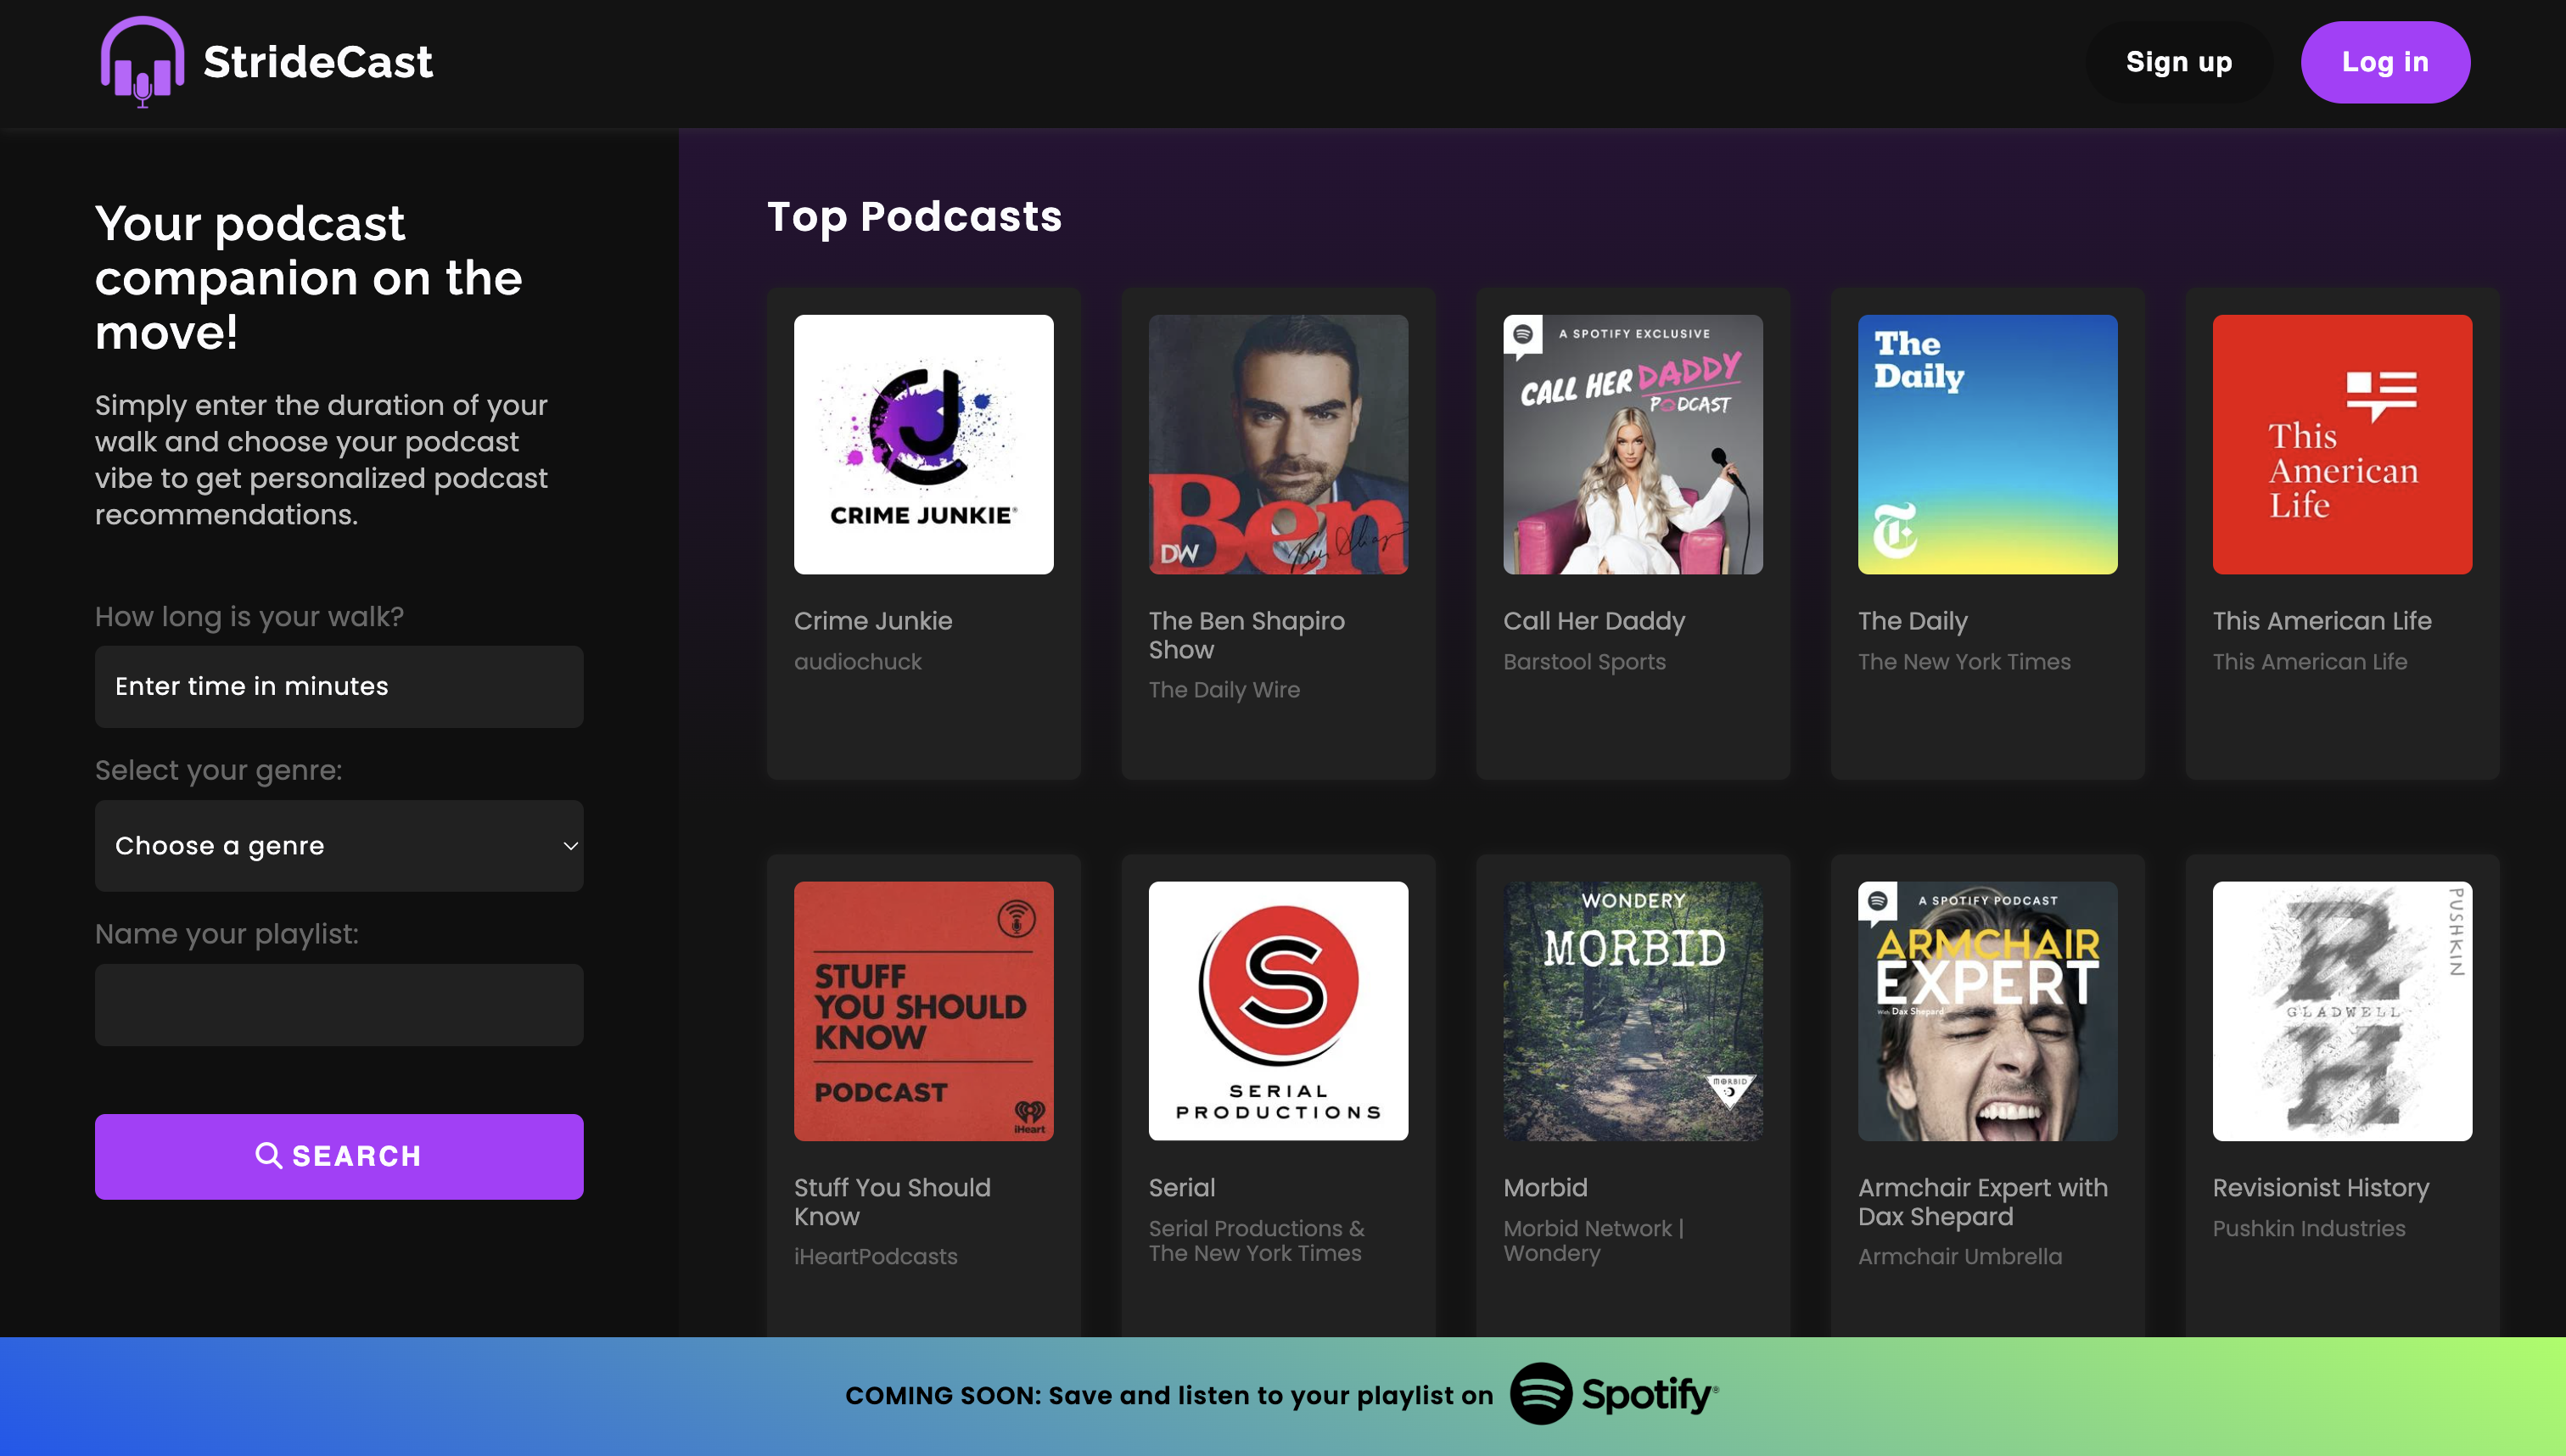 StrideCast
Sign up
Log in
Your podcast
companion on the
move!
Simply enter the duration of your
walk and choose your podcast
vibe to get personalized podcast
recommendations.
How long is your walk?
Enter time in minutes
Select your genre:
Choose a genre
Name your playlist:
SEARCH
Top Podcasts
CRIME JUNKIE®
Crime Junkie
audiochuck
Ben
DW
Ben Shapiro
The Ben Shapiro
Show
The Daily Wire
A SPOTIFY EXCLUSIVE
CALL HER DADDY
PODCAST
Call Her Daddy
Barstool Sports
The
Daily
T
The Daily
The New York Times
This
American
Life
This American Life
This American Life
STUFF
YOU SHOULD
KNOW
PODCAST
iHeart
Stuff You Should
Know
iHeartPodcasts
S
SERIAL
PRODUCTIONS
Serial
Serial Productions &
The New York Times
WONDERY
MORBID
MORBID
Morbid
Morbid Network |
Wondery
A SPOTIFY PODCAST
ARMCHAIR
EXPERT
With Dax Shepard
Armchair Expert with
Dax Shepard
Armchair Umbrella
PUSHKIN
R
GLADWELL
H
Revisionist History
Pushkin Industries
COMING SOON: Save and listen to your playlist on
Spotify®